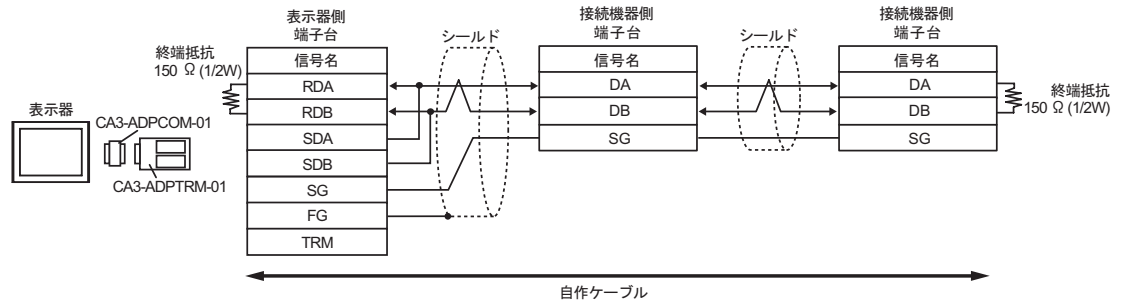 表示器
CA3-ADPCOM-01
CA3-ADPTRM-01
終端抵抗
150 Ω (1/2W)
表示器側
端子台
信号名
RDA
RDB
SDA
SDB
SG
FG
TRM
シールド
接続機器側
端子台
信号名
DA
DB
SG
シールド
接続機器側
端子台
信号名
DA
DB
SG
終端抵抗
150 Ω (1/2W)
自作ケーブル